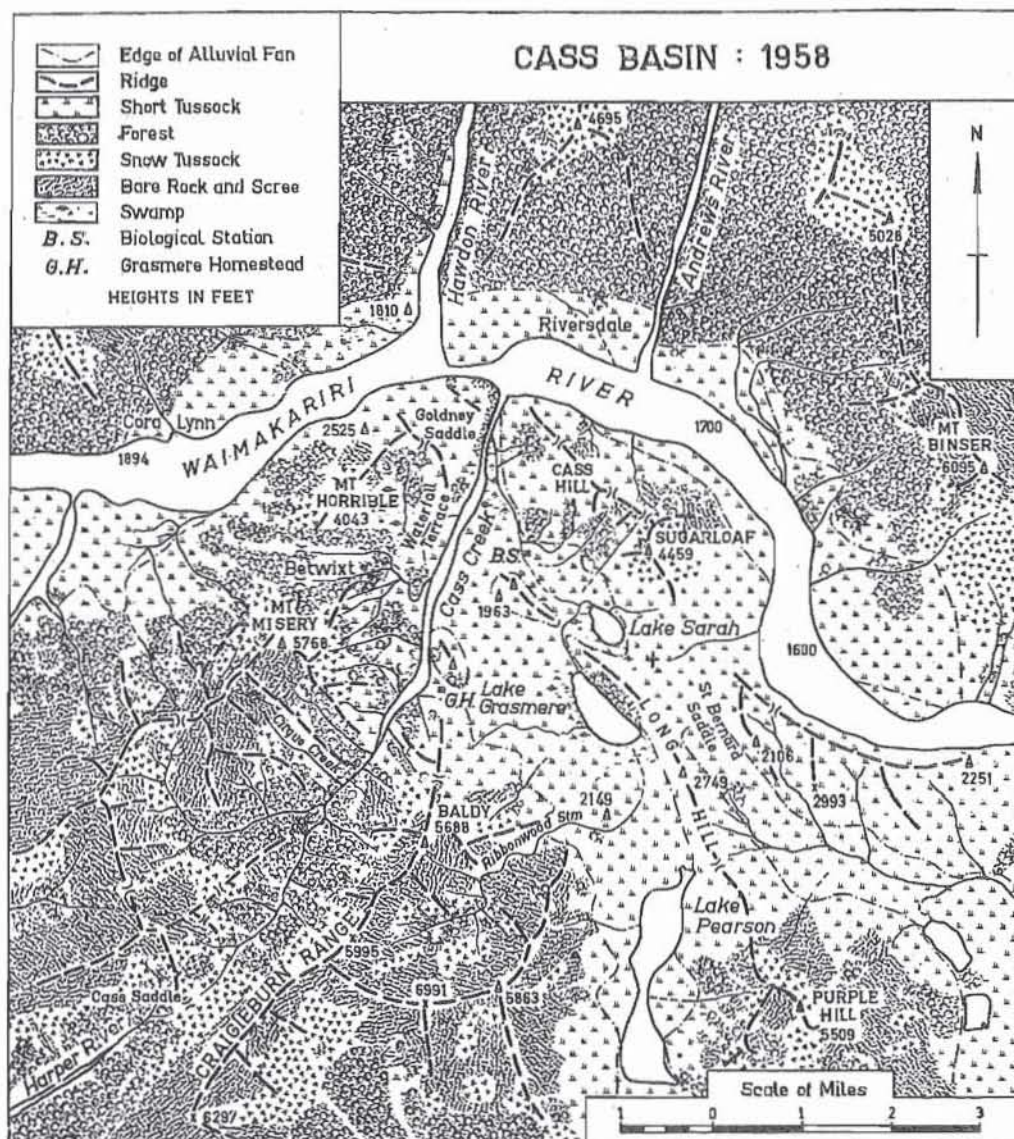 CASS BASIN : 1958
Edge of Alluvial Fan
Ridge
Short Tussock
Forest
Snow Tussock
Bare Rock and Scree
Swamp
B.S. Biological Station
G.H. Grasmere Homestead
HEIGHTS IN FEET
N
4695
Hawdon River
Andrews River
5028
1810
Riversdale
WAIMAKARIRI RIVER
Cora Lynn
1894
2525
Goldney Saddle
1700
MT BINSER
6095
MT HORRIBLE
4043
Waterfall Terrace
CASS HILL
SUGARLOAF
4459
Betwixt
Cass Creek
B.S.
1963
MT MISERY
5768
Lake Sarah
1600
G.H.
Lake Grasmere
Cirque Creek
LONG HILL
St Bernard Saddle
2106
2251
2749
2993
BALDY
5688
2149
Ribbonwood Stm
Lake Pearson
CRAIGIEBURN RANGE
5995
6991
5863
Cass Saddle
PURPLE HILL
5509
Harper R.
Scale of Miles
1 0 1 2 3